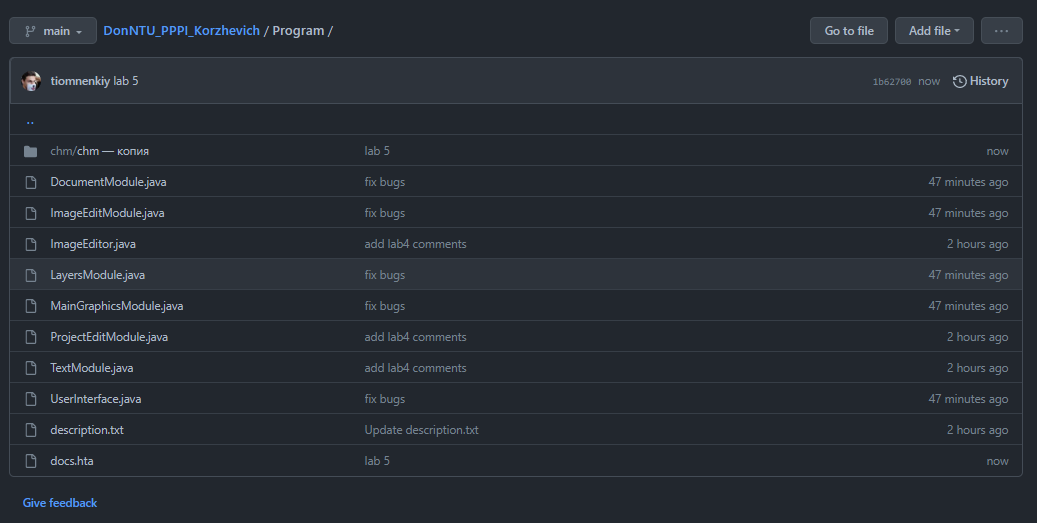 main DonNTU_PPPI_Korzhevich / Program / Go to file Add file ...
tiomnenkiy lab 5 1b62700 now History
..
chm/chm — копия lab 5 now
DocumentModule.java fix bugs 47 minutes ago
ImageEditModule.java fix bugs 47 minutes ago
ImageEditor.java add lab4 comments 2 hours ago
LayersModule.java fix bugs 47 minutes ago
MainGraphicsModule.java fix bugs 47 minutes ago
ProjectEditModule.java add lab4 comments 2 hours ago
TextModule.java add lab4 comments 2 hours ago
UserInterface.java fix bugs 47 minutes ago
description.txt Update description.txt 2 hours ago
docs.hta lab 5 now
Give feedback